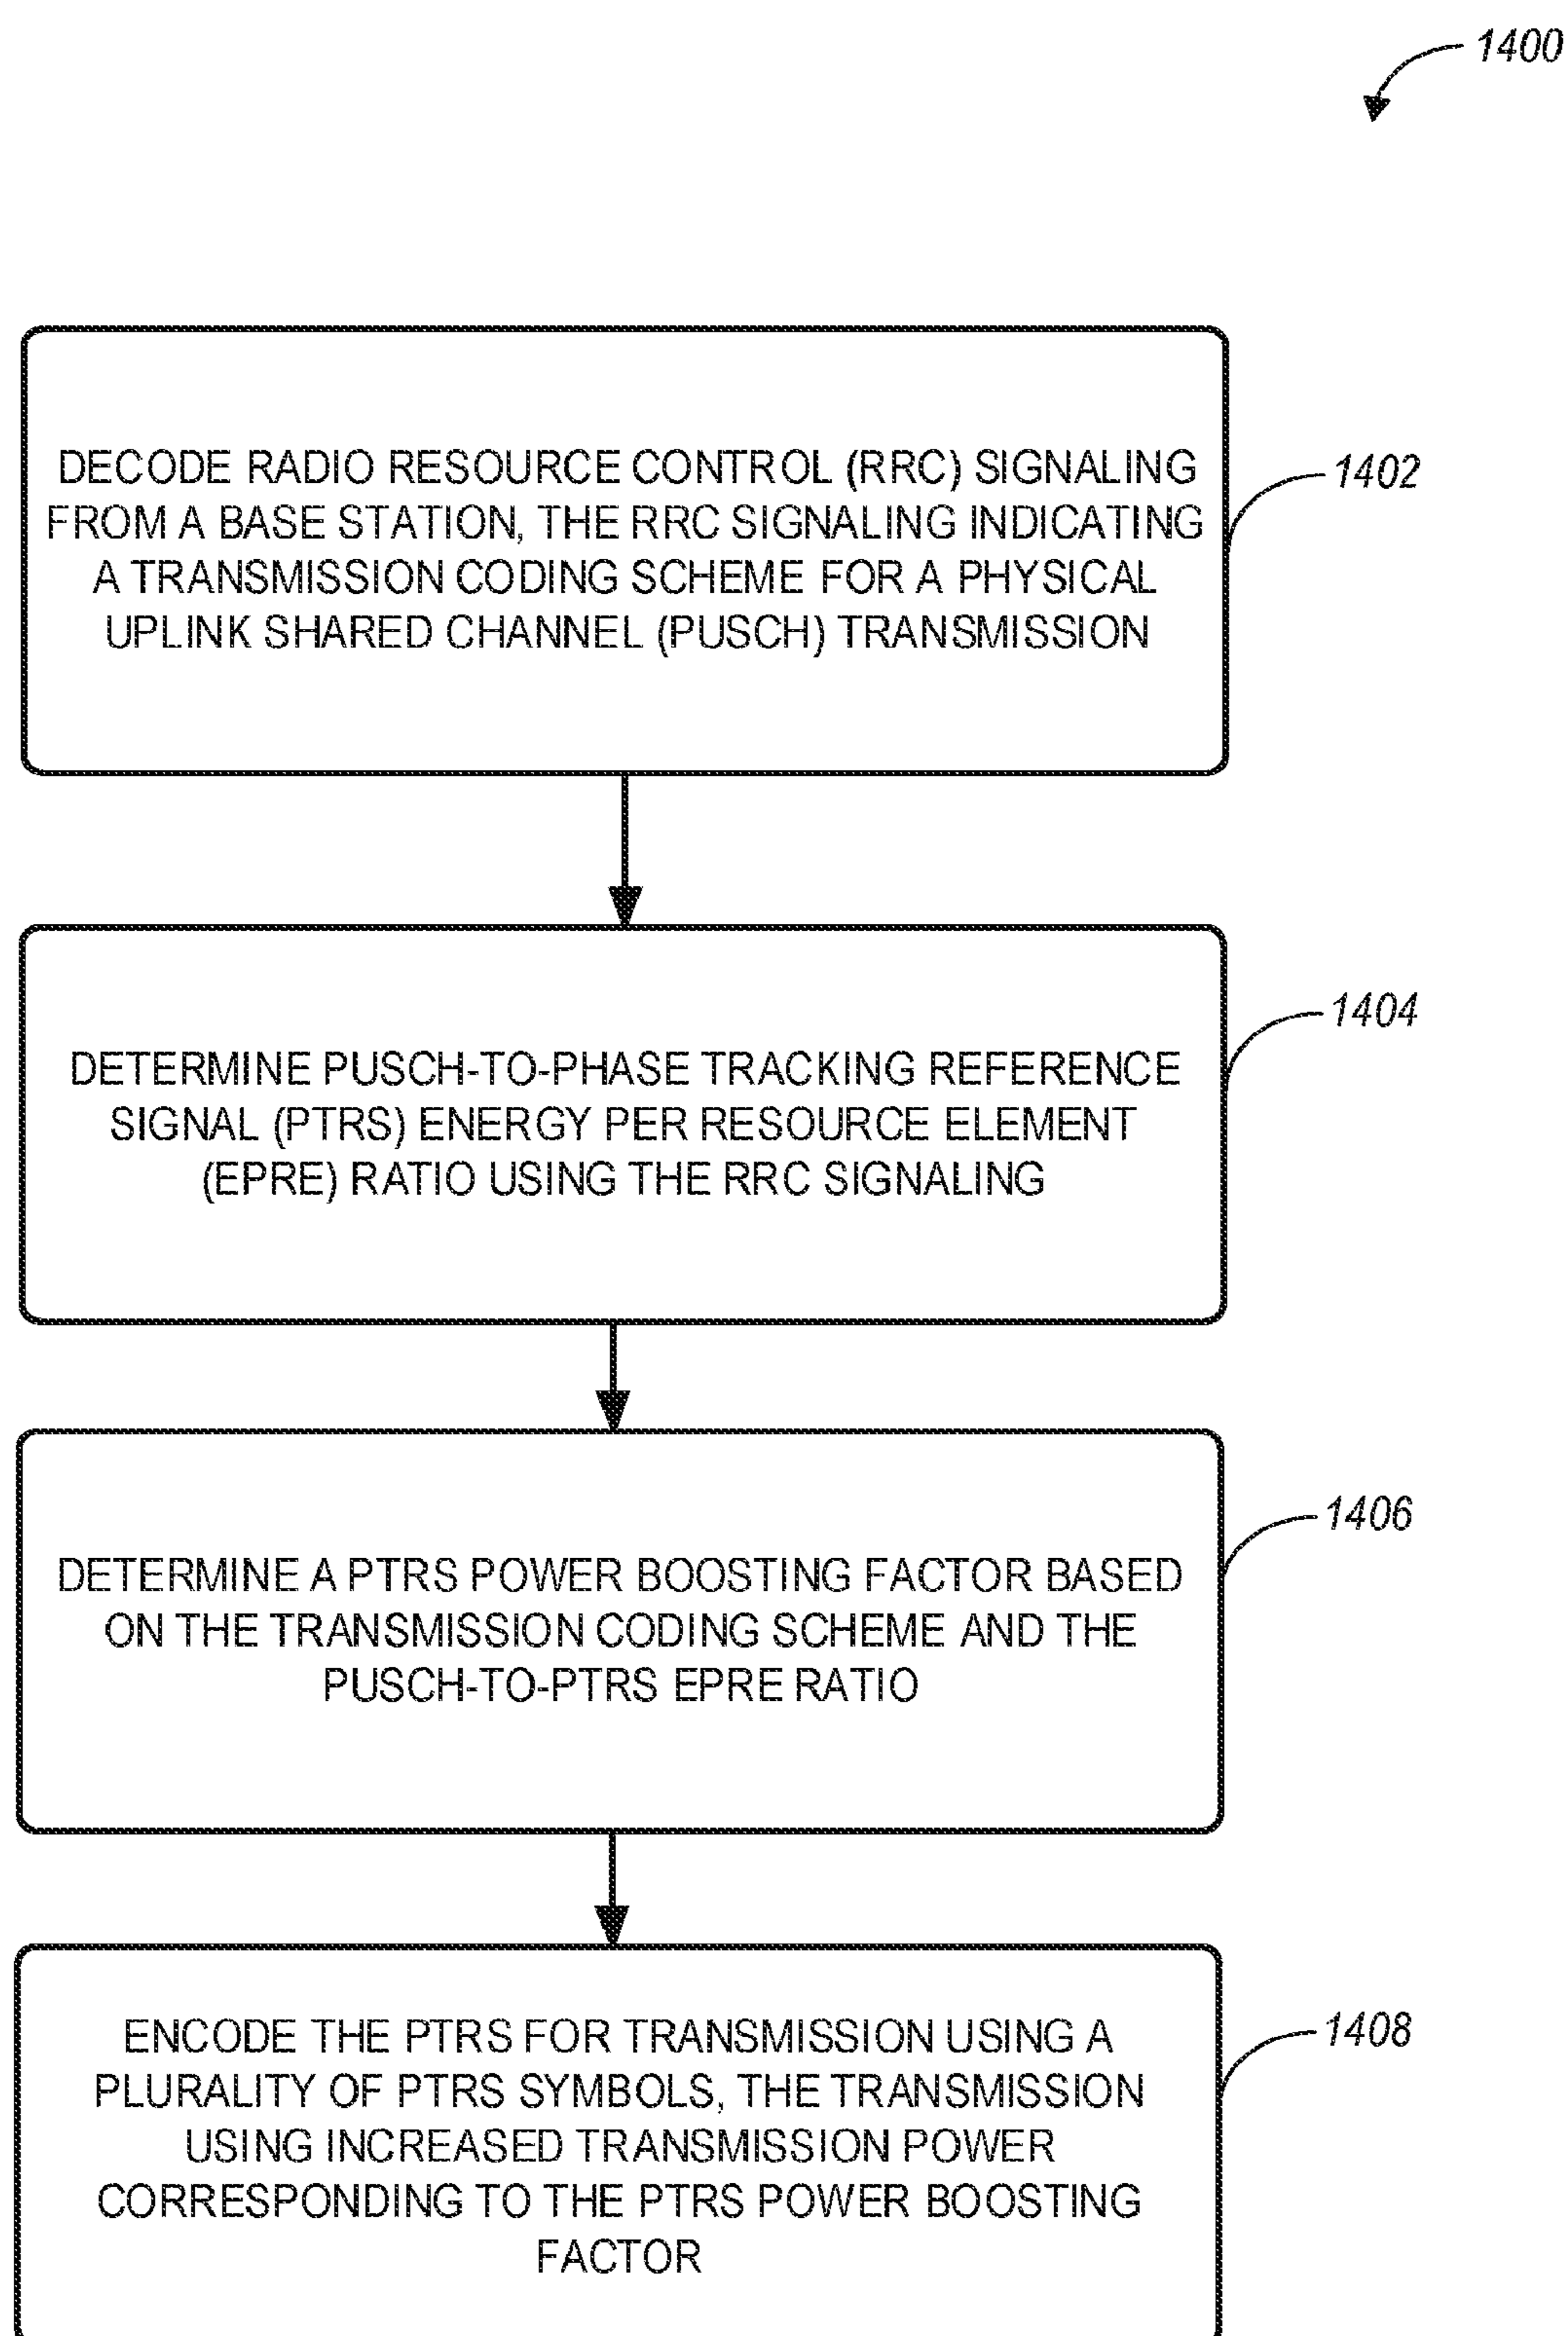 1400
DECODE RADIO RESOURCE CONTROL (RRC) SIGNALING
FROM A BASE STATION, THE RRC SIGNALING INDICATING
A TRANSMISSION CODING SCHEME FOR A PHYSICAL
UPLINK SHARED CHANNEL (PUSCH) TRANSMISSION
1402
DETERMINE PUSCH-TO-PHASE TRACKING REFERENCE
SIGNAL (PTRS) ENERGY PER RESOURCE ELEMENT
(EPRE) RATIO USING THE RRC SIGNALING
1404
DETERMINE A PTRS POWER BOOSTING FACTOR BASED
ON THE TRANSMISSION CODING SCHEME AND THE
PUSCH-TO-PTRS EPRE RATIO
1406
ENCODE THE PTRS FOR TRANSMISSION USING A
PLURALITY OF PTRS SYMBOLS, THE TRANSMISSION
USING INCREASED TRANSMISSION POWER
CORRESPONDING TO THE PTRS POWER BOOSTING
FACTOR
1408